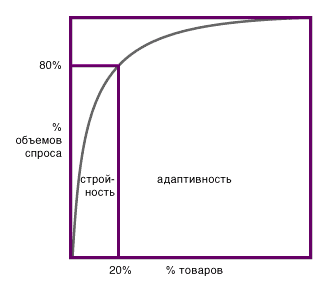 80%
%
объемов
спроса
строй-
ность
адаптивность
20%
% товаров